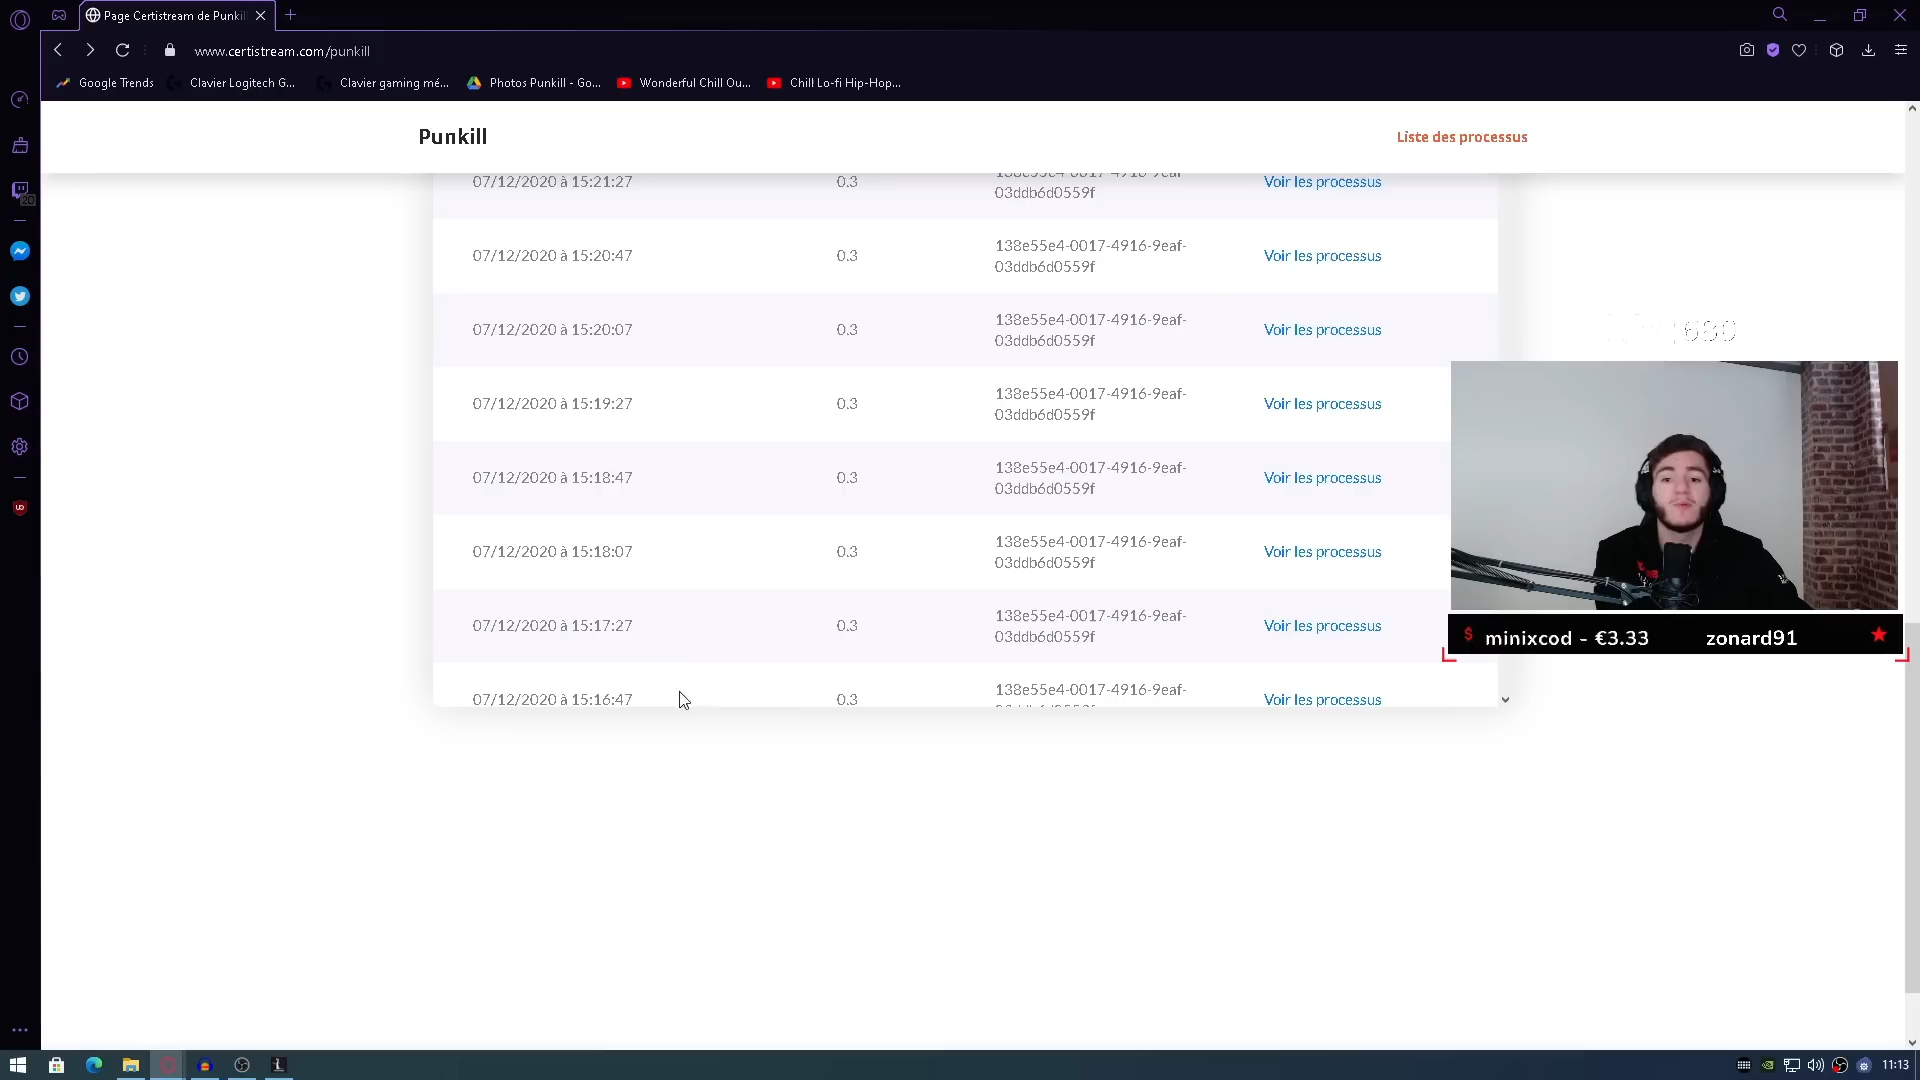 Page Certistream de Punkill
www.certistream.com/punkill
Google Trends
Clavier Logitech G...
Clavier gaming mé...
Photos Punkill - Go...
Wonderful Chill Ou...
Chill Lo-fi Hip-Hop...
Punkill
Liste des processus
07/12/2020 à 15:21:27 0.3 138e55e4-0017-4916-9eaf- Voir les processus
03ddb6d0559f
07/12/2020 à 15:20:47 0.3 138e55e4-0017-4916-9eaf- Voir les processus
03ddb6d0559f
07/12/2020 à 15:20:07 0.3 138e55e4-0017-4916-9eaf- Voir les processus
03ddb6d0559f
07/12/2020 à 15:19:27 0.3 138e55e4-0017-4916-9eaf- Voir les processus
03ddb6d0559f
07/12/2020 à 15:18:47 0.3 138e55e4-0017-4916-9eaf- Voir les processus
03ddb6d0559f
07/12/2020 à 15:18:07 0.3 138e55e4-0017-4916-9eaf- Voir les processus
03ddb6d0559f
07/12/2020 à 15:17:27 0.3 138e55e4-0017-4916-9eaf- Voir les processus
03ddb6d0559f
07/12/2020 à 15:16:47 0.3 138e55e4-0017-4916-9eaf- Voir les processus
$ minixcod - €3.33 zonard91
20
11:13